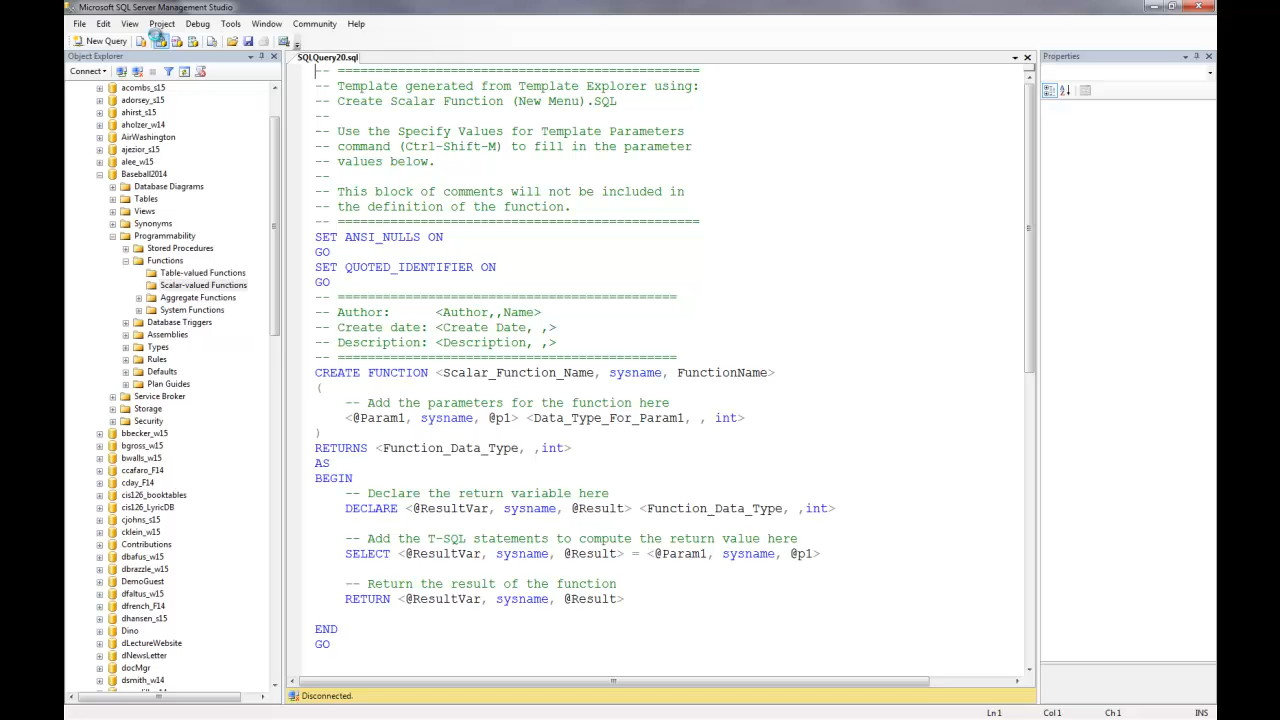 Microsoft SQL Server Management Studio
File Edit View Project Debug Tools Window Community Help
New Query
Object Explorer
Connect
acombs_s15
adorsey_s15
ahirst_s15
aholzer_w14
AirWashington
ajezior_s15
alee_w15
Baseball2014
Database Diagrams
Tables
Views
Synonyms
Programmability
Stored Procedures
Functions
Table-valued Functions
Scalar-valued Functions
Aggregate Functions
System Functions
Database Triggers
Assemblies
Types
Rules
Defaults
Plan Guides
Service Broker
Storage
Security
bbecker_w15
bgross_w15
bwalls_w15
ccafaro_F14
cday_F14
cis126_booktables
cis126_LyricDB
cjohns_s15
cklein_w15
Contributions
dbafus_w15
dbrazzle_w15
DemoGuest
dfaltus_w15
dfrench_F14
dhansen_s15
Dino
dLectureWebsite
dNewsLetter
docMgr
dsmith_w14
SQLQuery20.sql
-- ================================================
-- Template generated from Template Explorer using:
-- Create Scalar Function (New Menu).SQL
--
-- Use the Specify Values for Template Parameters
-- command (Ctrl-Shift-M) to fill in the parameter
-- values below.
--
-- This block of comments will not be included in
-- the definition of the function.
-- ================================================
SET ANSI_NULLS ON
GO
SET QUOTED_IDENTIFIER ON
GO
-- =============================================
-- Author: <Author,,Name>
-- Create date: <Create Date, ,>
-- Description: <Description, ,>
-- =============================================
CREATE FUNCTION <Scalar_Function_Name, sysname, FunctionName>
(
-- Add the parameters for the function here
<@Param1, sysname, @p1> <Data_Type_For_Param1, , int>
)
RETURNS <Function_Data_Type, ,int>
AS
BEGIN
-- Declare the return variable here
DECLARE <@ResultVar, sysname, @Result> <Function_Data_Type, ,int>
-- Add the T-SQL statements to compute the return value here
SELECT <@ResultVar, sysname, @Result> = <@Param1, sysname, @p1>
-- Return the result of the function
RETURN <@ResultVar, sysname, @Result>
END
GO
Disconnected.
Properties
Ln 1 Col 1 Ch 1 INS